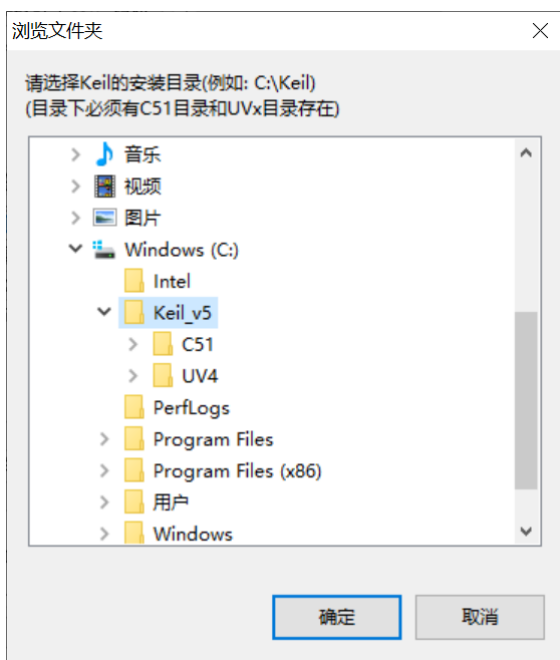 浏览文件夹
请选择Keil的安装目录(例如: C:\Keil)
(目录下必须有C51目录和UVx目录存在)
音乐
视频
图片
Windows (C:)
Intel
Keil_v5
C51
UV4
PerfLogs
Program Files
Program Files (x86)
用户
Windows
确定
取消